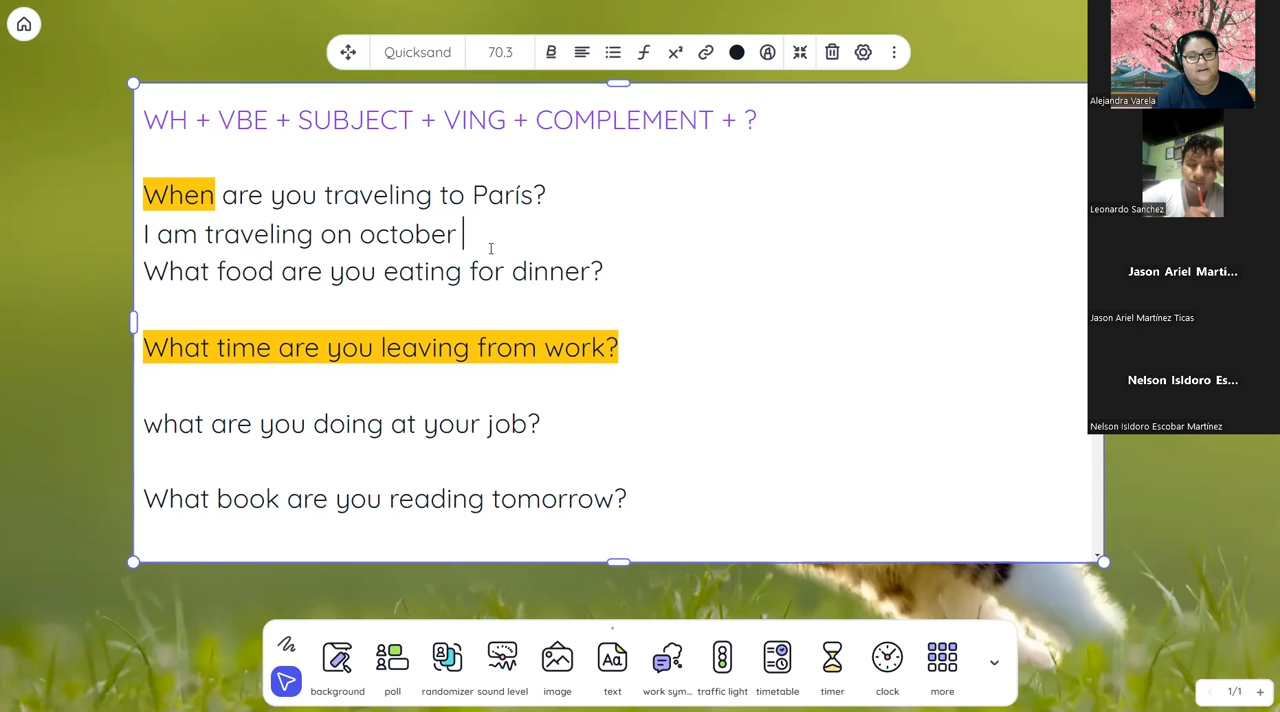 Quicksand
70.3
WH + VBE + SUBJECT + VING + COMPLEMENT + ?
When are you traveling to París?
I am traveling on october
What food are you eating for dinner?
What time are you leaving from work?
what are you doing at your job?
What book are you reading tomorrow?
Alejandra Varela
Leonardo Sanchez
Jason Ariel Martí...
Jason Ariel Martínez Ticas
Nelson IsIdoro Es...
Nelson IsIdoro Escobar Martínez
background
poll
randomizer
sound level
image
text
work sym...
traffic light
timetable
timer
clock
more
1/1